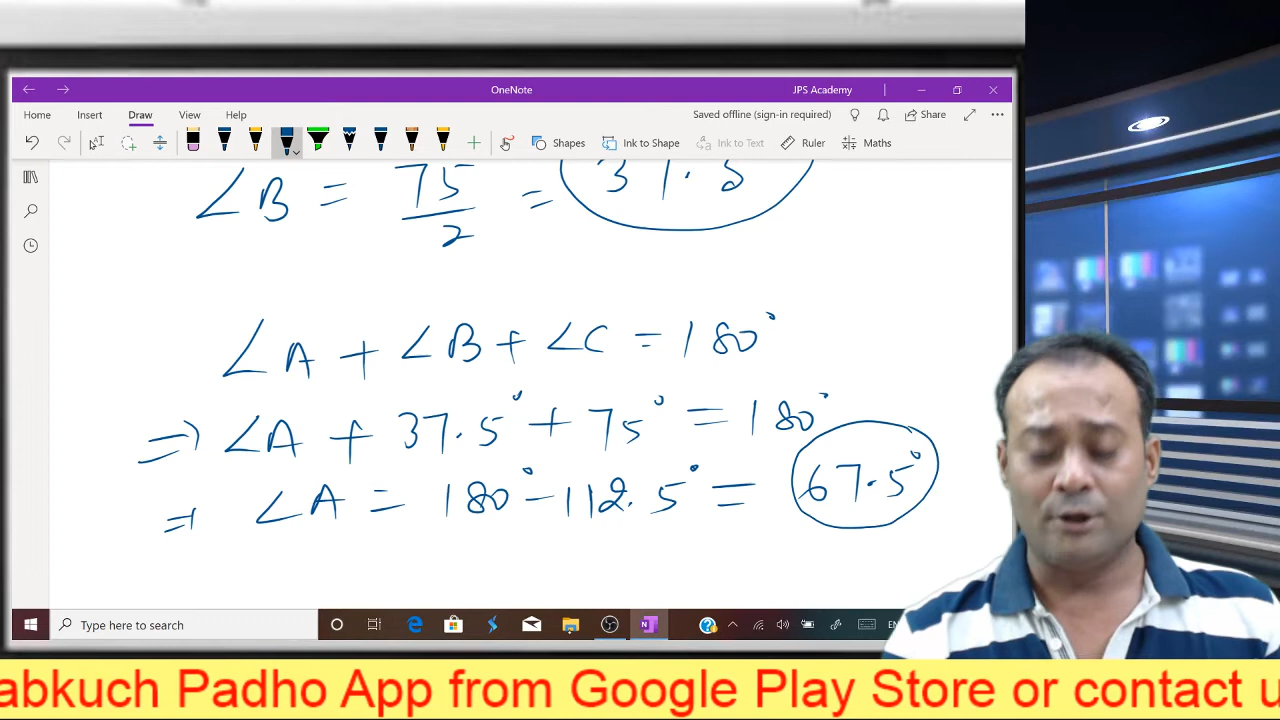 OneNote
JPS Academy
Home Insert Draw View Help
Saved offline (sign-in required)
Share
Shapes
Ink to Shape
Ink to Text
Ruler
Maths
∠B = 75/2 = 37.5
∠A + ∠B + ∠C = 180°
⇒ ∠A + 37.5° + 75° = 180°
⇒ ∠A = 180° - 112.5° = 67.5°
Type here to search
EN
abkuch Padho App from Google Play Store or contact u